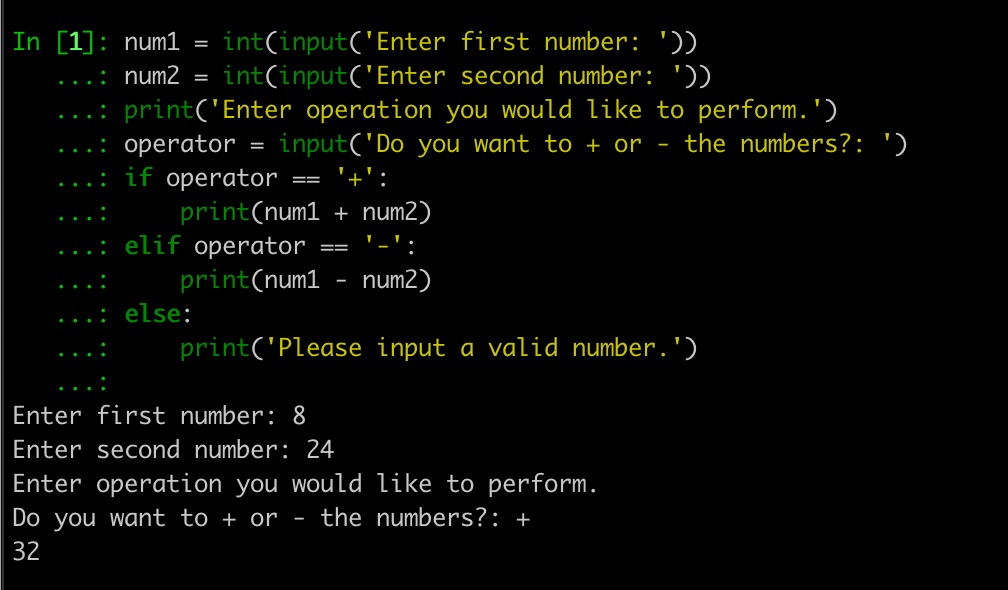 In [1]: num1 = int(input('Enter first number: '))
   ...: num2 = int(input('Enter second number: '))
   ...: print('Enter operation you would like to perform.')
   ...: operator = input('Do you want to + or - the numbers?: ')
   ...: if operator == '+':
   ...:     print(num1 + num2)
   ...: elif operator == '-':
   ...:     print(num1 - num2)
   ...: else:
   ...:     print('Please input a valid number.')
   ...:
Enter first number: 8
Enter second number: 24
Enter operation you would like to perform.
Do you want to + or - the numbers?: +
32